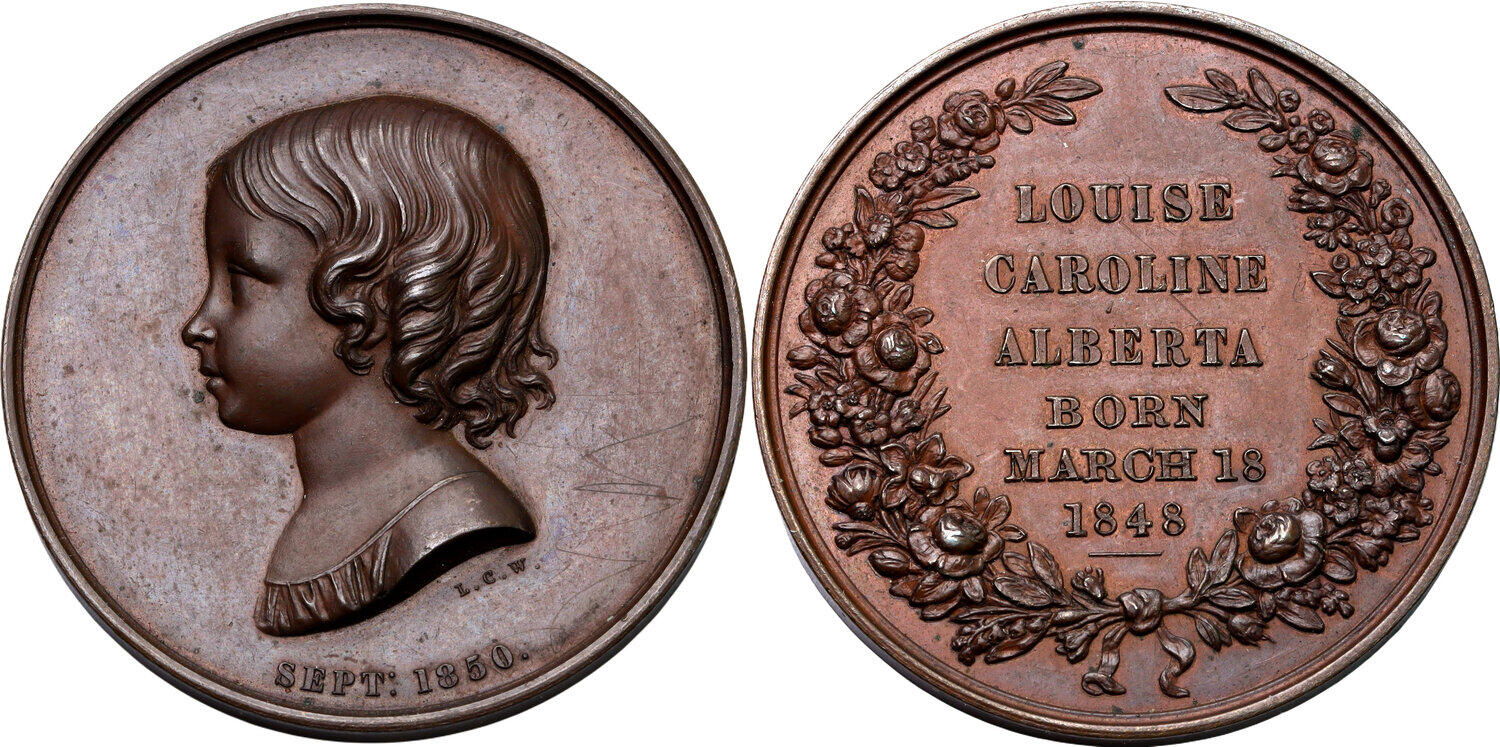 L.C.W.
SEPT: 1850.
LOUISE
CAROLINE
ALBERTA
BORN
MARCH 18
1848